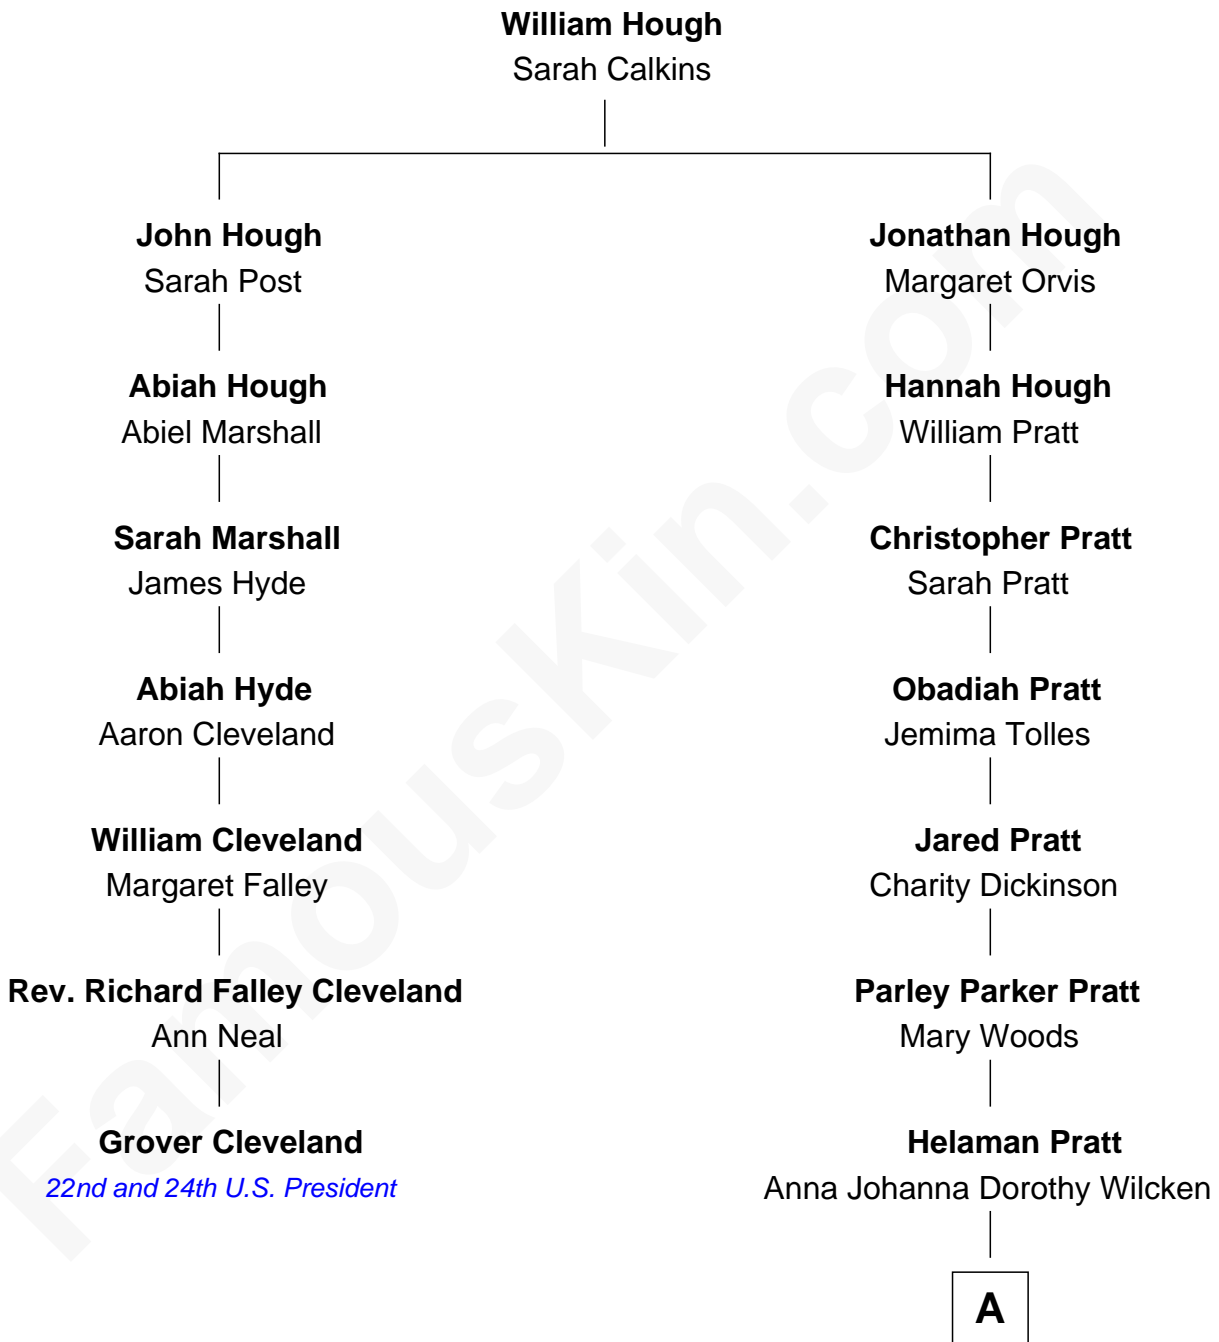 William Hough
Sarah Calkins
John Hough
Sarah Post
Jonathan Hough
Margaret Orvis
Abiah Hough
Abiel Marshall
Hannah Hough
William Pratt
Sarah Marshall
James Hyde
Christopher Pratt
Sarah Pratt
Abiah Hyde
Aaron Cleveland
Obadiah Pratt
Jemima Tolles
William Cleveland
Margaret Falley
Jared Pratt
Charity Dickinson
Rev. Richard Falley Cleveland
Ann Neal
Parley Parker Pratt
Mary Woods
Grover Cleveland
22nd and 24th U.S. President
Helaman Pratt
Anna Johanna Dorothy Wilcken
A
FamousKin.com